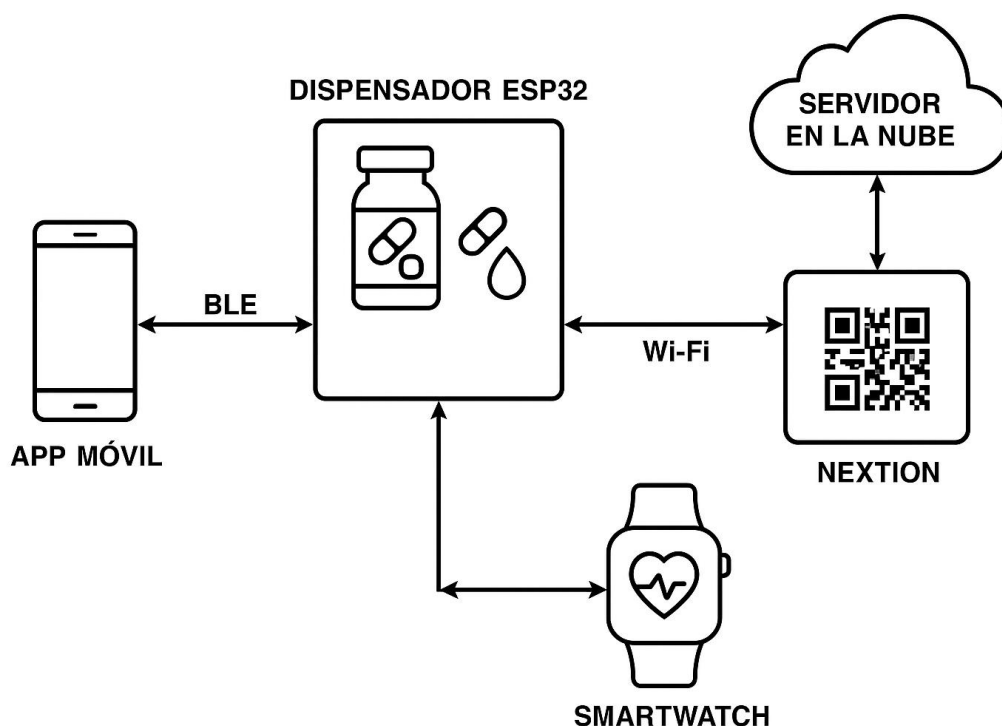 DISPENSADOR ESP32
SERVIDOR
EN LA NUBE
BLE
Wi-Fi
APP MÓVIL
NEXTION
SMARTWATCH